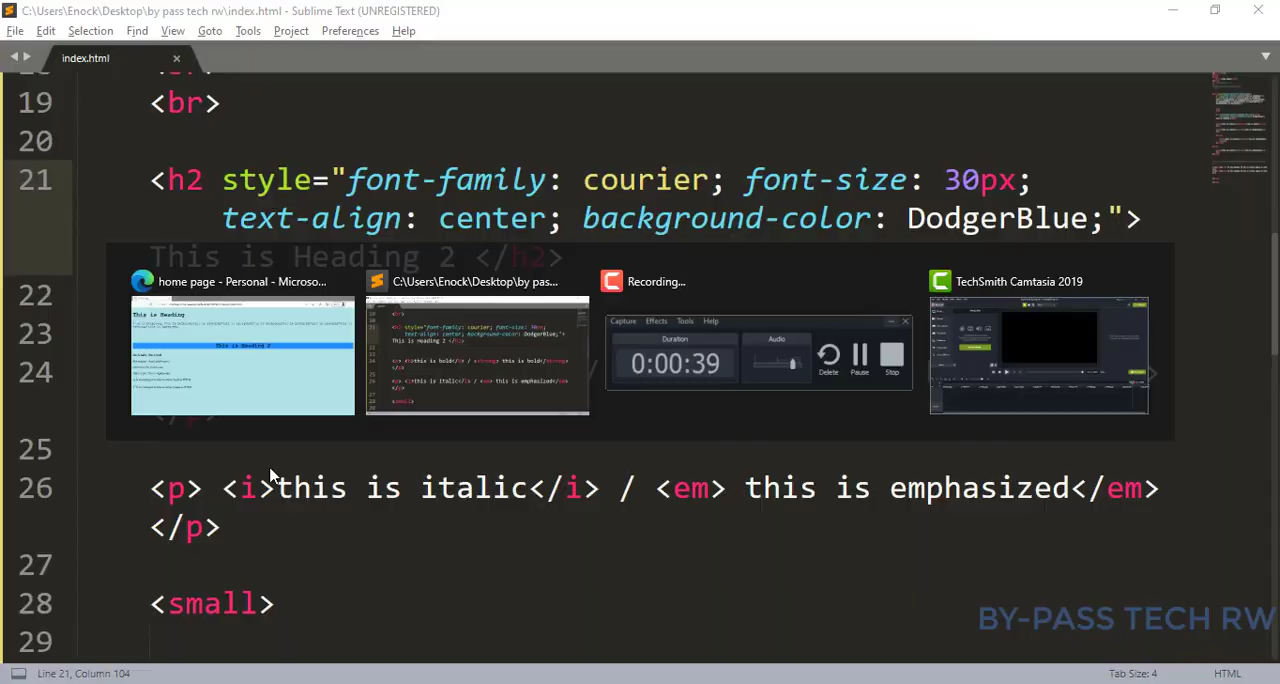 C:\Users\Enock\Desktop\by pass tech rw\index.html - Sublime Text (UNREGISTERED)
File Edit Selection Find View Goto Tools Project Preferences Help
index.html
19 <br>
20
21 <h2 style="font-family: courier; font-size: 30px;
text-align: center; background-color: DodgerBlue;">
This is Heading 2 </h2>
home page - Personal - Microso... C:\Users\Enock\Desktop\by pas... Recording... TechSmith Camtasia 2019
This is Heading
This is Heading 2
Capture Effects Tools Help
Duration Audio
0:00:39
Delete Pause Stop
22
23
24
</p>
25
26 <p> <i>this is italic</i> / <em> this is emphasized</em>
</p>
27
28 <small>
29
BY-PASS TECH RW
Line 21, Column 104 Tab Size: 4 HTML